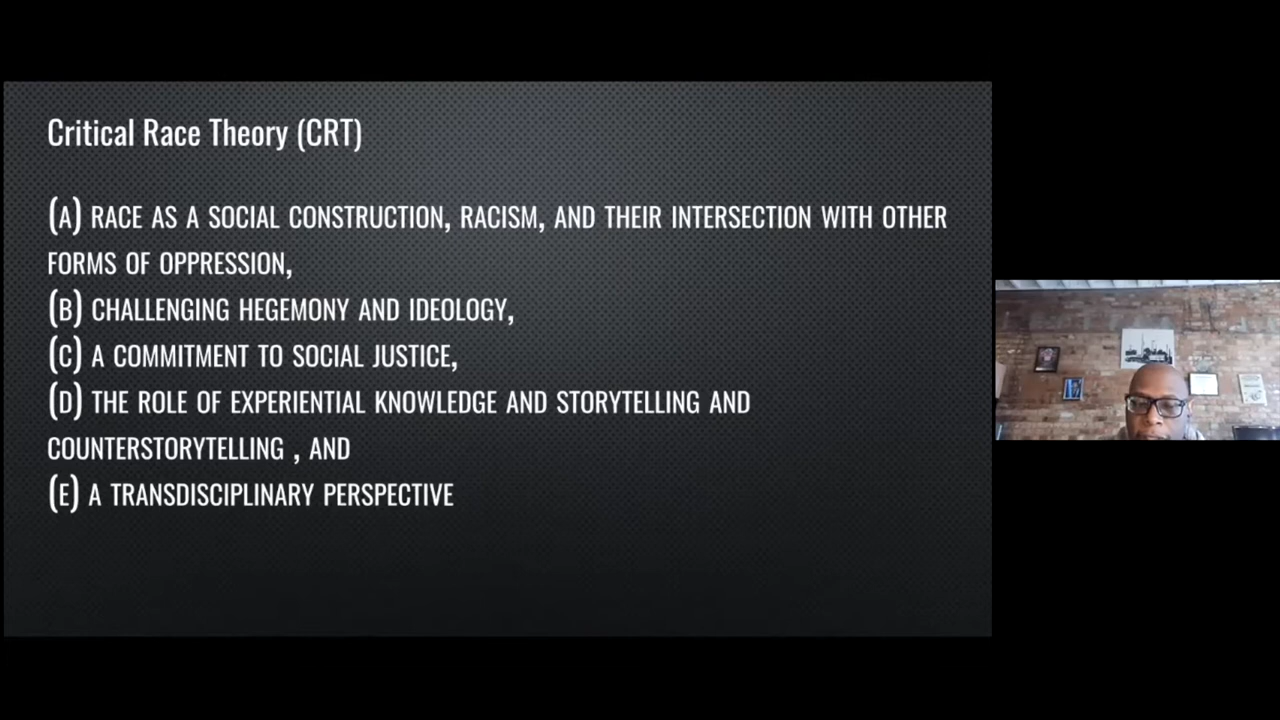 Critical Race Theory (CRT)
(A) RACE AS A SOCIAL CONSTRUCTION, RACISM, AND THEIR INTERSECTION WITH OTHER
FORMS OF OPPRESSION,
(B) CHALLENGING HEGEMONY AND IDEOLOGY,
(C) A COMMITMENT TO SOCIAL JUSTICE,
(D) THE ROLE OF EXPERIENTIAL KNOWLEDGE AND STORYTELLING AND
COUNTERSTORYTELLING , AND
(E) A TRANSDISCIPLINARY PERSPECTIVE